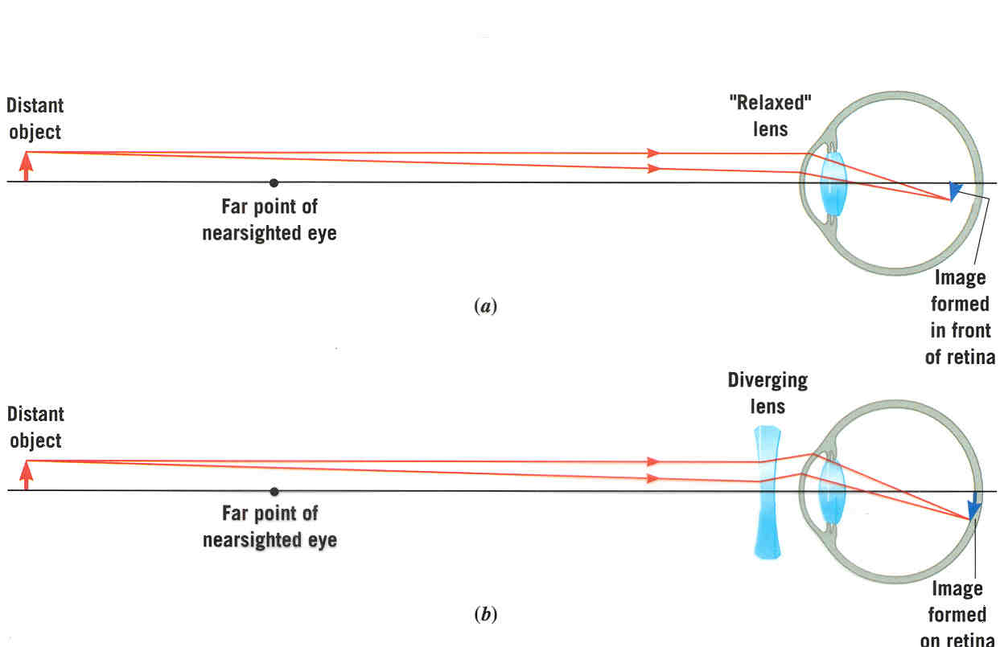 Distant
object
"Relaxed"
lens
Far point of
nearsighted eye
Image
formed
in front
of retina
(a)
Diverging
lens
Distant
object
Far point of
nearsighted eye
Image
formed
on retina
(b)